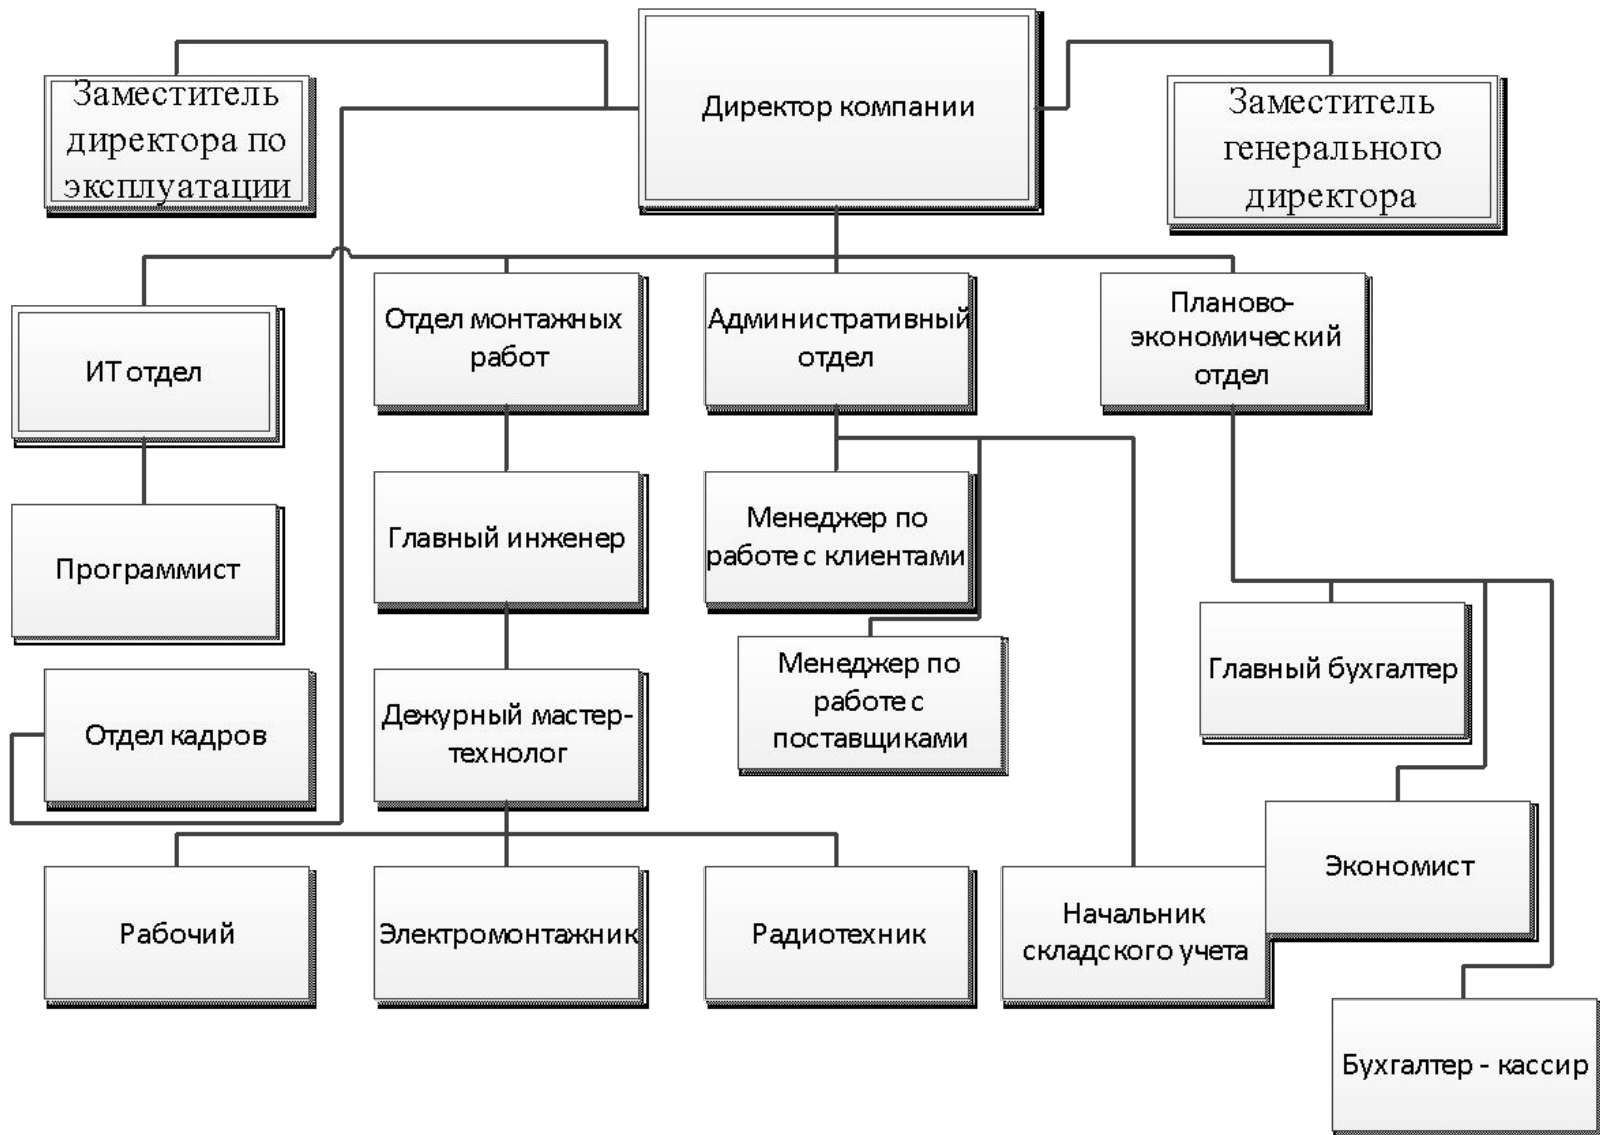 Директор компании
Заместитель
директора по
эксплуатации
Заместитель
генерального
директора
ИТ отдел
Отдел монтажных
работ
Административный
отдел
Планово-
экономический
отдел
Программист
Главный инженер
Менеджер по
работе с клиентами
Менеджер по
работе с
поставщиками
Главный бухгалтер
Отдел кадров
Дежурный мастер-
технолог
Экономист
Рабочий
Электромонтажник
Радиотехник
Начальник
складского учета
Бухгалтер - кассир